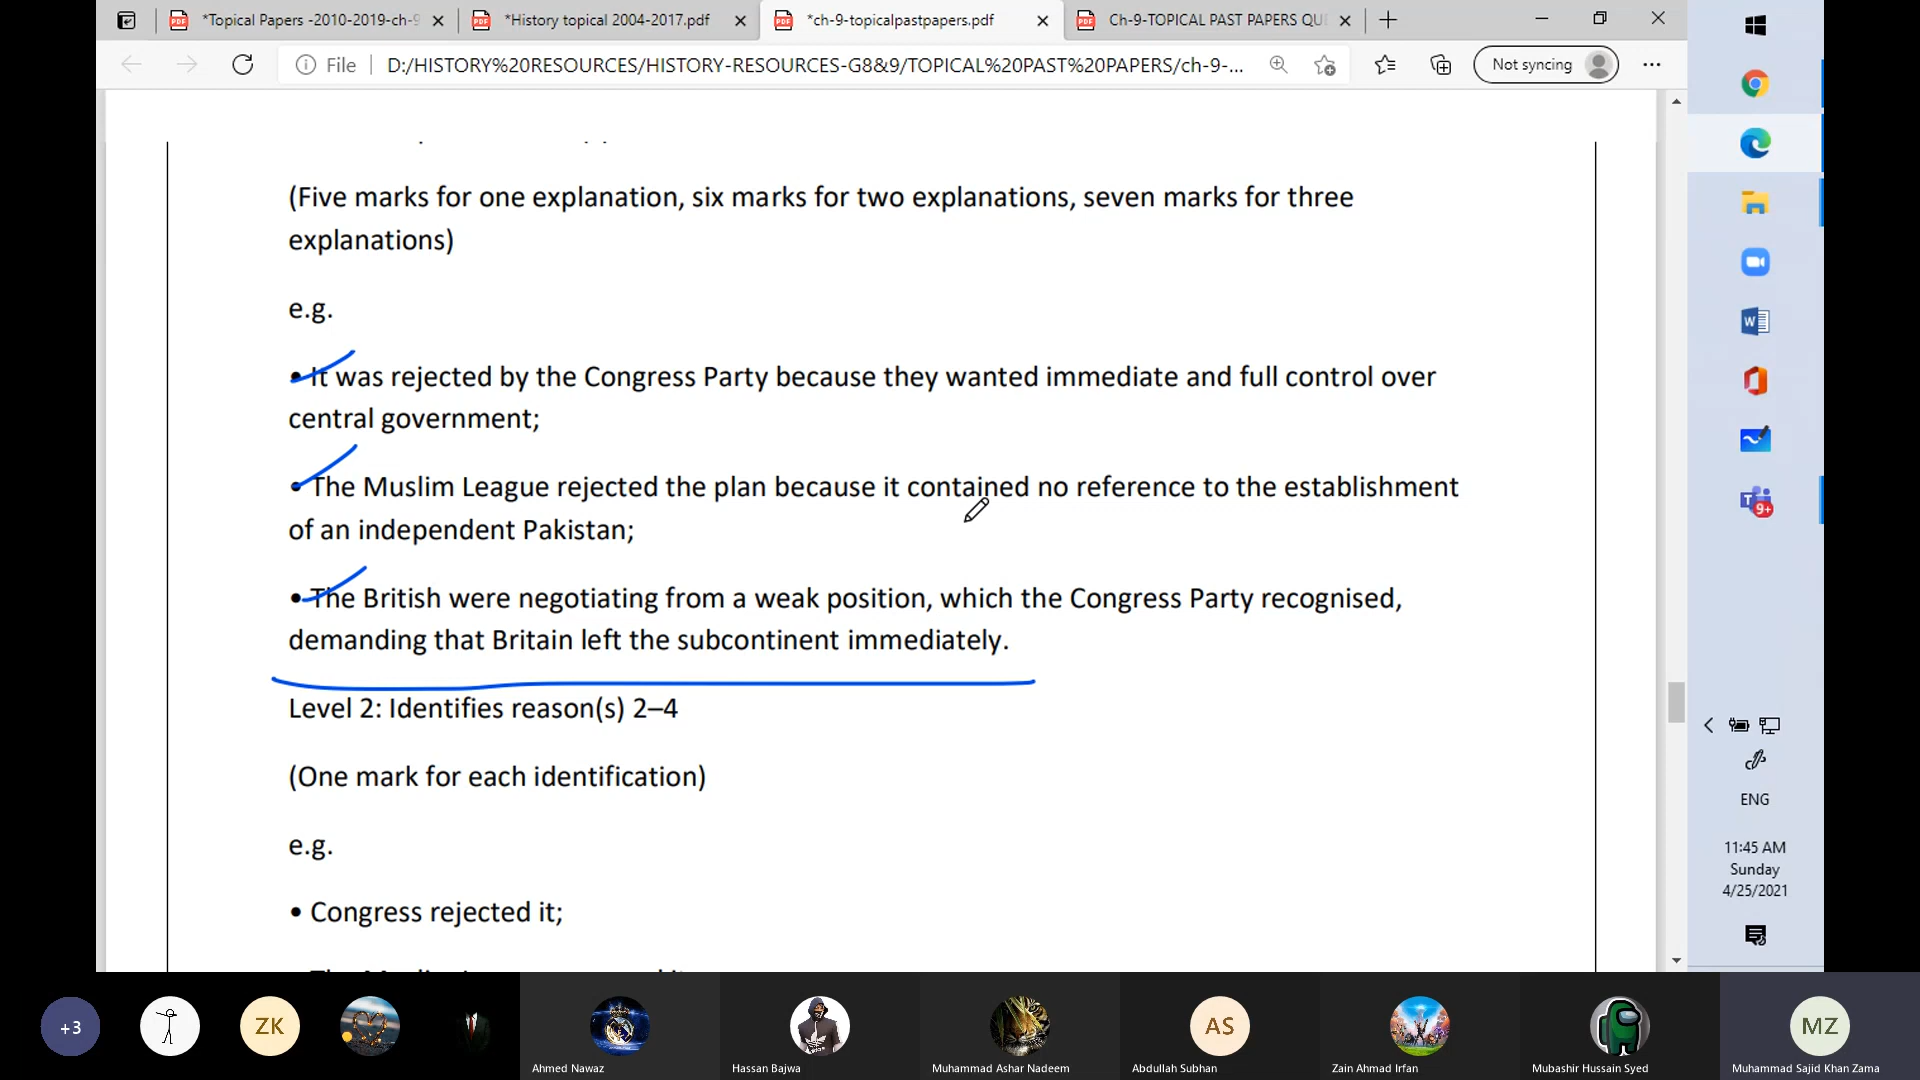 *Topical Papers -2010-2019-ch-9
*History topical 2004-2017.pdf
*ch-9-topicalpastpapers.pdf
Ch-9-TOPICAL PAST PAPERS QU
File
D:/HISTORY%20RESOURCES/HISTORY-RESOURCES-G8&9/TOPICAL%20PAST%20PAPERS/ch-9-...
Not syncing
(Five marks for one explanation, six marks for two explanations, seven marks for three
explanations)
e.g.
• It was rejected by the Congress Party because they wanted immediate and full control over
central government;
• The Muslim League rejected the plan because it contained no reference to the establishment
of an independent Pakistan;
• The British were negotiating from a weak position, which the Congress Party recognised,
demanding that Britain left the subcontinent immediately.
Level 2: Identifies reason(s) 2–4
(One mark for each identification)
e.g.
• Congress rejected it;
9+
ENG
11:45 AM
Sunday
4/25/2021
+3
ZK
AS
MZ
Ahmed Nawaz
Hassan Bajwa
Muhammad Ashar Nadeem
Abdullah Subhan
Zain Ahmad Irfan
Mubashir Hussain Syed
Muhammad Sajid Khan Zama